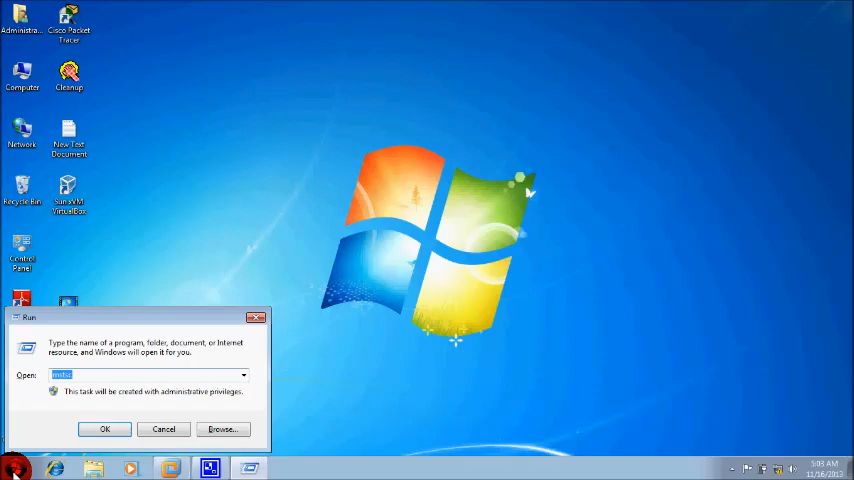 Administra...
Cisco Packet
Tracer
Computer
Cleanup
Network
New Text
Document
Recycle Bin
Sun xVM
VirtualBox
Control
Panel
Run
Type the name of a program, folder, document, or Internet
resource, and Windows will open it for you.
Open:
mstsc
This task will be created with administrative privileges.
OK
Cancel
Browse...
5:03 AM
11/16/2013